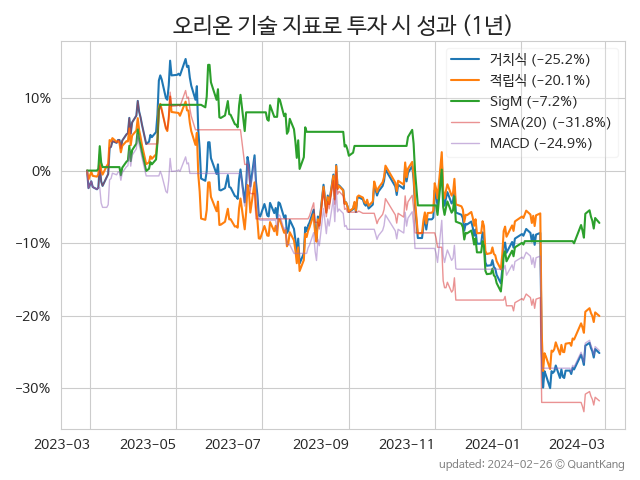 오리온 기술 지표로 투자 시 성과 (1년)
거치식 (−25.2%)
적립식 (−20.1%)
SigM (−7.2%)
SMA(20) (−31.8%)
MACD (−24.9%)
10%
0%
−10%
−20%
−30%
2023-03 2023-05 2023-07 2023-09 2023-11 2024-01 2024-03
updated: 2024-02-26 © QuantKang